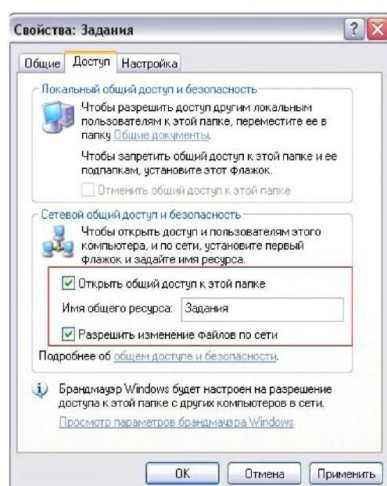 Свойства: Задания
Общие
Доступ
Настройка
Локальный общий доступ и безопасность
Чтобы разрешить доступ другим локальным
пользователям к этой папке, переместите ее в
папку Общие документы.
Чтобы запретить общий доступ к этой папке и ее
подпапкам, установите этот флажок.
Отменить общий доступ к этой папке
Сетевой общий доступ и безопасность
Чтобы открыть доступ и пользователям этого
компьютера, и по сети, установите первый
флажок и задайте имя ресурса.
Открыть общий доступ к этой папке
Имя общего ресурса: Задания
Разрешить изменение файлов по сети
Подробнее об общем доступе и безопасности.
Брандмауэр Windows будет настроен на разрешение
доступа к этой папке с других компьютеров в сети.
Просмотр параметров брандмауэра Windows
OK
Отмена
Применить